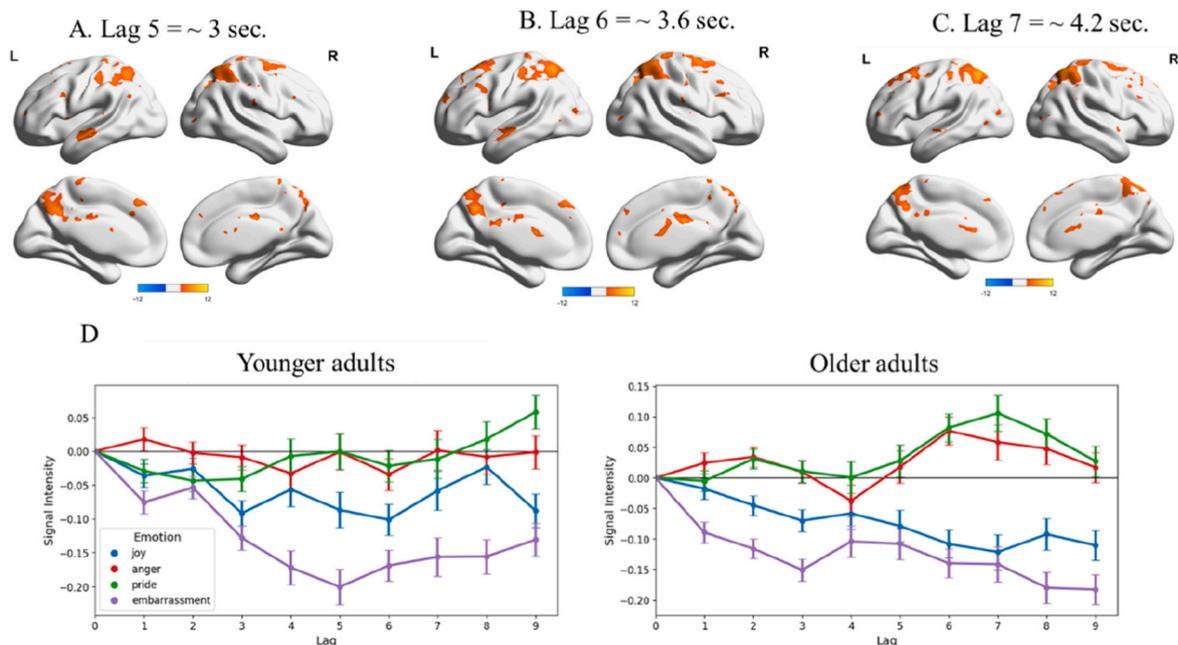 A. Lag 5 = ~ 3 sec.
B. Lag 6 = ~ 3.6 sec.
C. Lag 7 = ~ 4.2 sec.
L R
L R
L R
-12 12
-12 12
-12 12
D
Younger adults
0.05
0.00
−0.05
−0.10
−0.15
−0.20
Signal Intensity
Emotion
joy
anger
pride
embarrassment
0 1 2 3 4 5 6 7 8 9
Lag
Older adults
0.15
0.10
0.05
0.00
−0.05
−0.10
−0.15
−0.20
Signal Intensity
0 1 2 3 4 5 6 7 8 9
Lag